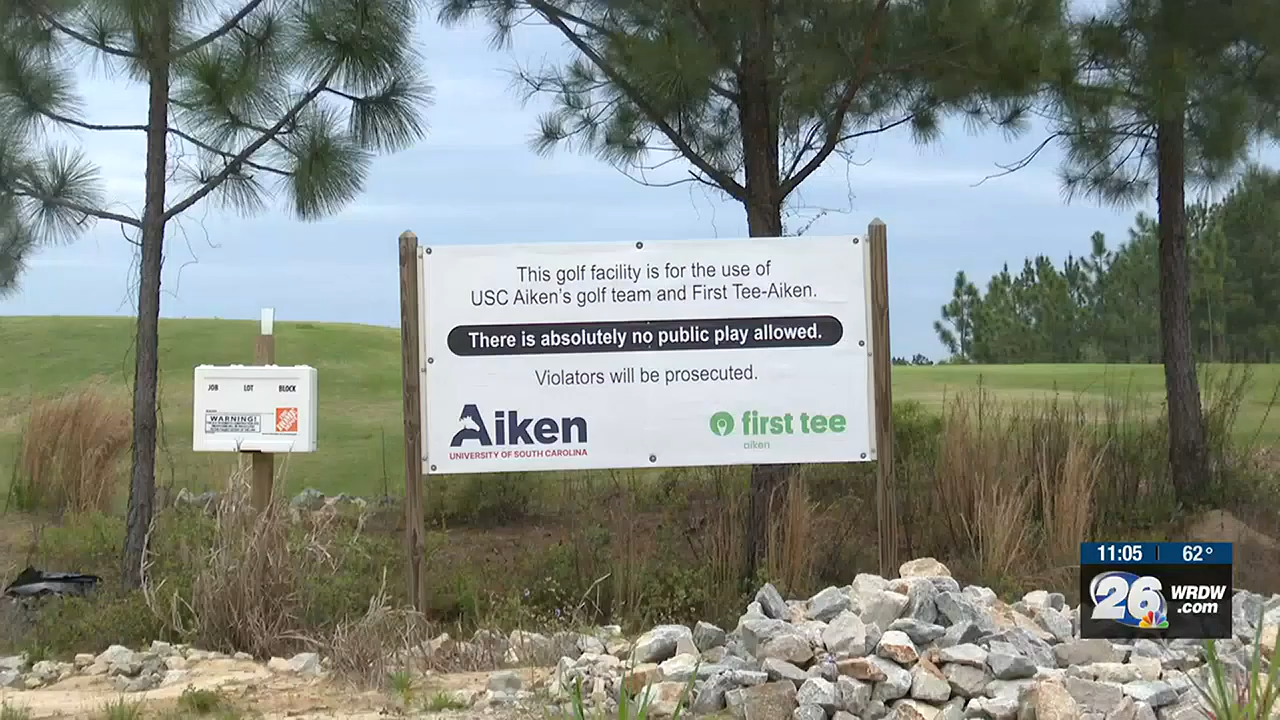 This golf facility is for the use of
USC Aiken's golf team and First Tee-Aiken.
There is absolutely no public play allowed.
Violators will be prosecuted.
Aiken
UNIVERSITY OF SOUTH CAROLINA
first tee
aiken
JOB LOT BLOCK
WARNING!
11:05 62°
26 WRDW
.com